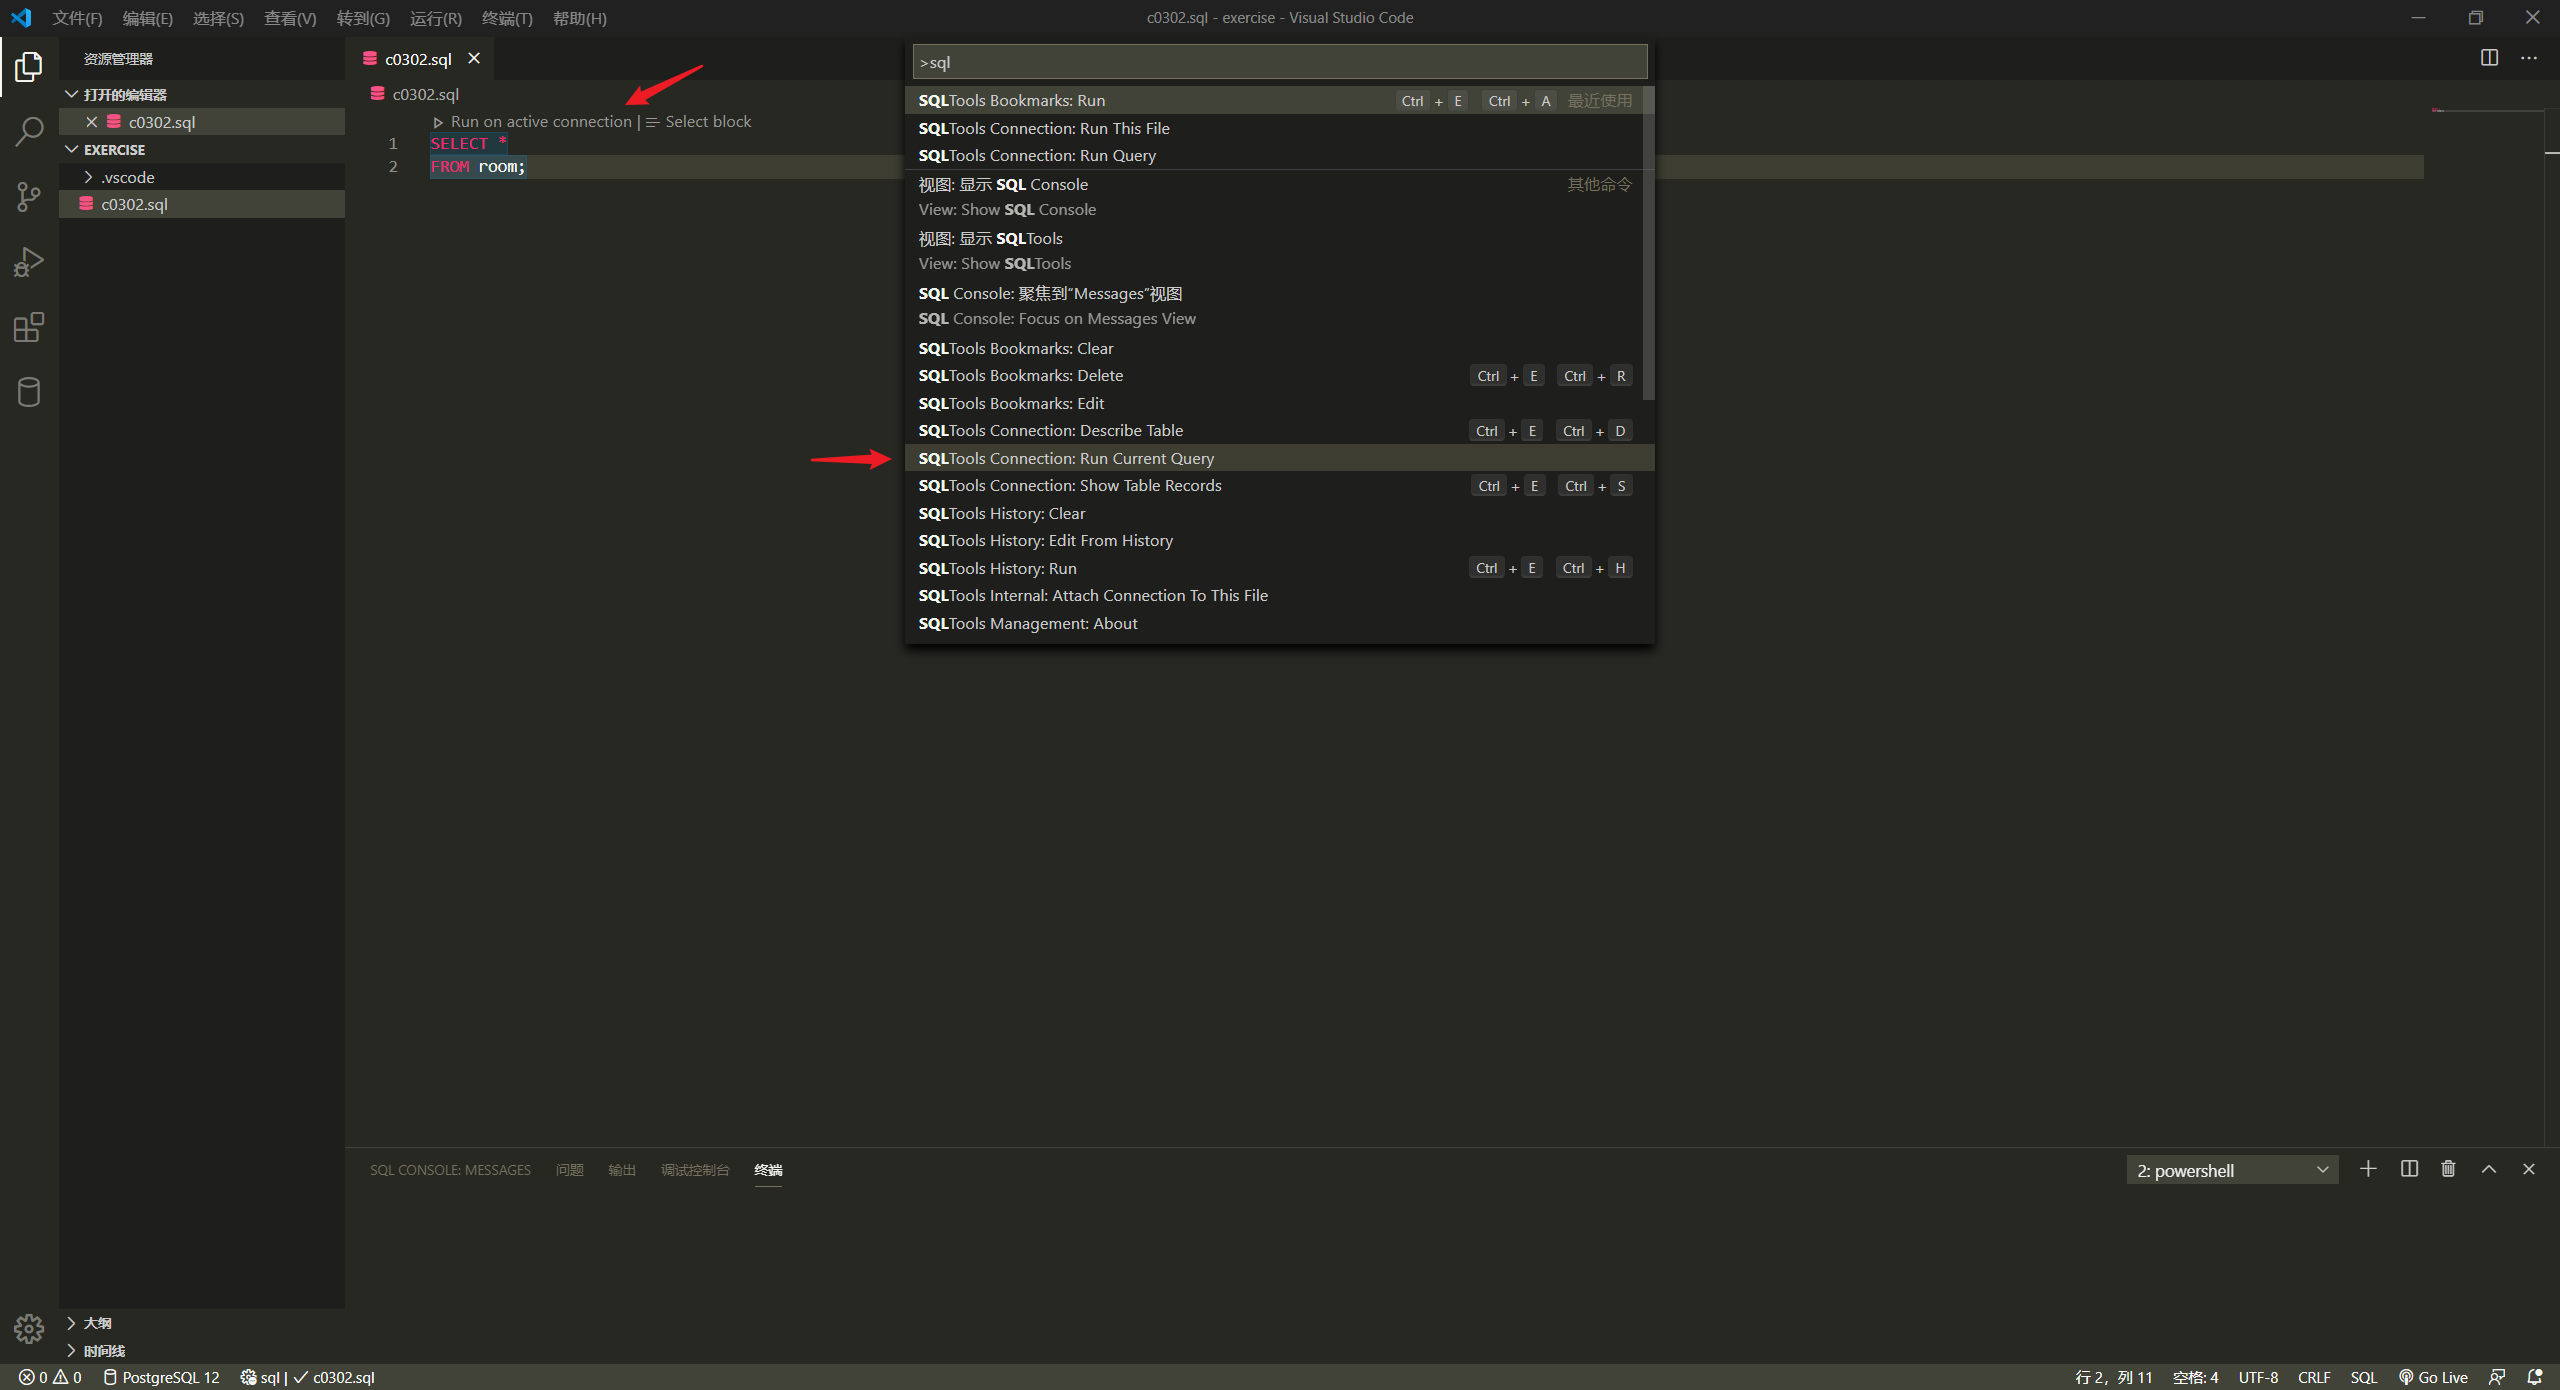 文件(F) 编辑(E) 选择(S) 查看(V) 转到(G) 运行(R) 终端(T) 帮助(H)
c0302.sql - exercise - Visual Studio Code
资源管理器
打开的编辑器
c0302.sql
EXERCISE
.vscode
c0302.sql
大纲
时间线
c0302.sql
c0302.sql
Run on active connection | Select block
1 SELECT *
2 FROM room;
>sql
SQLTools Bookmarks: Run Ctrl + E Ctrl + A 最近使用
SQLTools Connection: Run This File
SQLTools Connection: Run Query
视图: 显示 SQL Console 其他命令
View: Show SQL Console
视图: 显示 SQLTools
View: Show SQLTools
SQL Console: 聚焦到“Messages”视图
SQL Console: Focus on Messages View
SQLTools Bookmarks: Clear
SQLTools Bookmarks: Delete Ctrl + E Ctrl + R
SQLTools Bookmarks: Edit
SQLTools Connection: Describe Table Ctrl + E Ctrl + D
SQLTools Connection: Run Current Query
SQLTools Connection: Show Table Records Ctrl + E Ctrl + S
SQLTools History: Clear
SQLTools History: Edit From History
SQLTools History: Run Ctrl + E Ctrl + H
SQLTools Internal: Attach Connection To This File
SQLTools Management: About
SQL CONSOLE: MESSAGES 问题 输出 调试控制台 终端
2: powershell
0 0 PostgreSQL 12 sql | c0302.sql
行 2，列 11 空格: 4 UTF-8 CRLF SQL Go Live